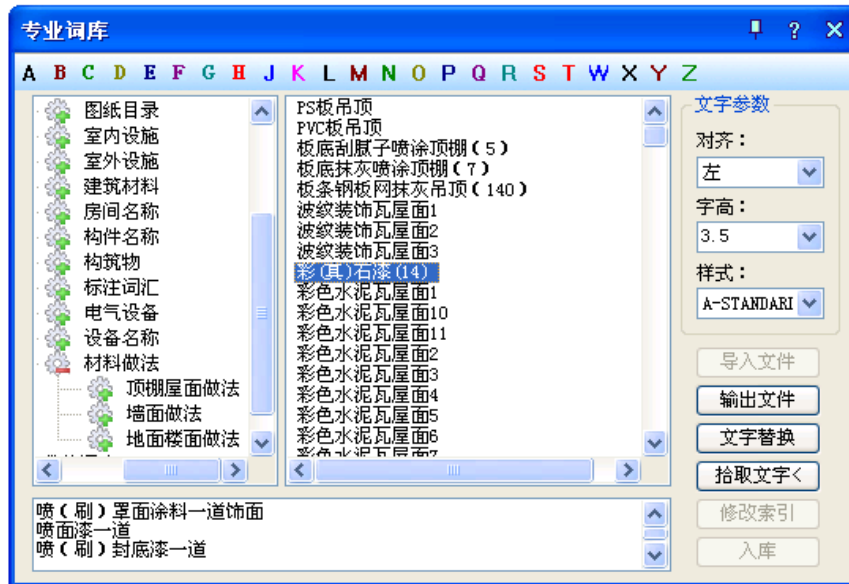 专业词库
A B C D E F G H J K L M N O P Q R S T W X Y Z
图纸目录
室内设施
室外设施
建筑材料
房间名称
构件名称
构筑物
标注词汇
电气设备
设备名称
材料做法
顶棚屋面做法
墙面做法
地面楼面做法
PS板吊顶
PVC板吊顶
板底刮腻子喷涂顶棚(5)
板底抹灰喷涂顶棚(7)
板条钢板网抹灰吊顶(140)
波纹装饰瓦屋面1
波纹装饰瓦屋面2
波纹装饰瓦屋面3
彩(真)石漆(14)
彩色水泥瓦屋面1
彩色水泥瓦屋面10
彩色水泥瓦屋面11
彩色水泥瓦屋面2
彩色水泥瓦屋面3
彩色水泥瓦屋面4
彩色水泥瓦屋面5
彩色水泥瓦屋面6
彩色水泥瓦屋面7
文字参数
对齐：
左
字高：
3.5
样式：
A-STANDARI
导入文件
输出文件
文字替换
拾取文字<
修改索引
入库
喷(刷)罩面涂料一道饰面
喷面漆一道
喷(刷)封底漆一道